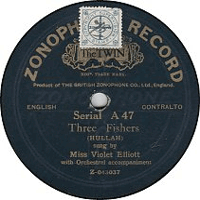 ZONOPHONE RECORD
The TWIN
Product of THE BRITISH ZONOPHONE CO., Ltd., England.
ENGLISH CONTRALTO
Serial A 47
Three Fishers
(HULLAH)
sung by
Miss Violet Elliott
with Orchestral accompaniment